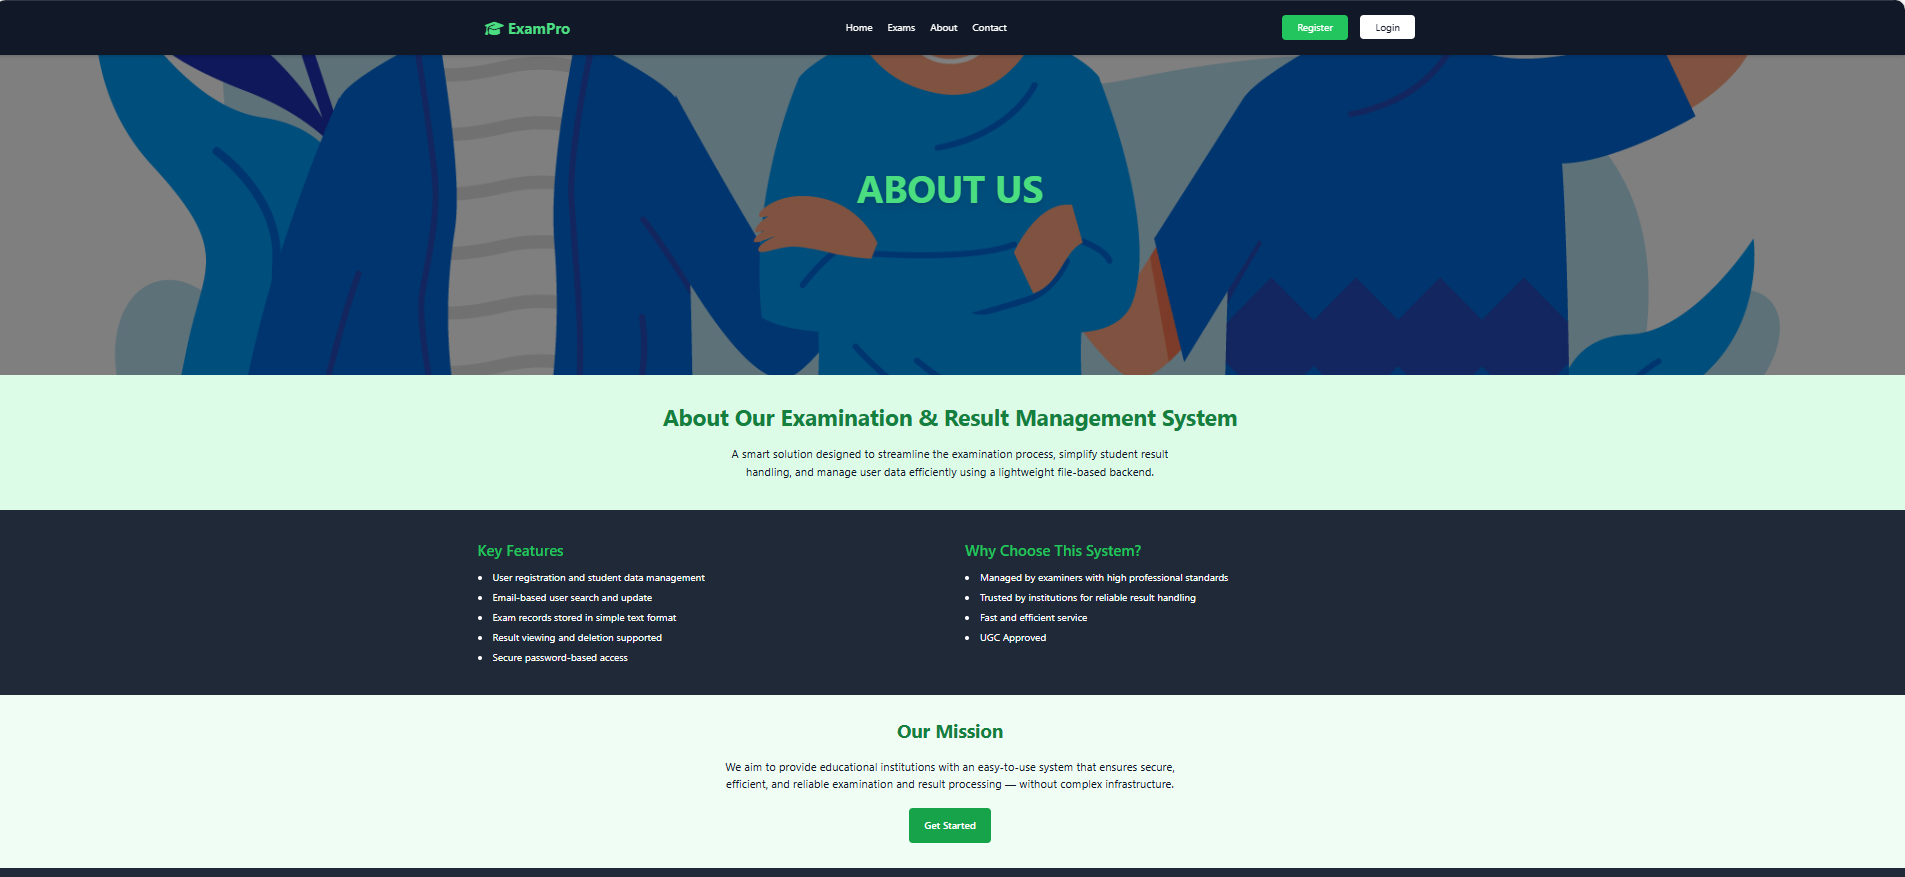 ExamPro
Home Exams About Contact
Register Login
ABOUT US
About Our Examination & Result Management System
A smart solution designed to streamline the examination process, simplify student result
handling, and manage user data efficiently using a lightweight file-based backend.
Key Features
User registration and student data management
Email-based user search and update
Exam records stored in simple text format
Result viewing and deletion supported
Secure password-based access
Why Choose This System?
Managed by examiners with high professional standards
Trusted by institutions for reliable result handling
Fast and efficient service
UGC Approved
Our Mission
We aim to provide educational institutions with an easy-to-use system that ensures secure,
efficient, and reliable examination and result processing — without complex infrastructure.
Get Started